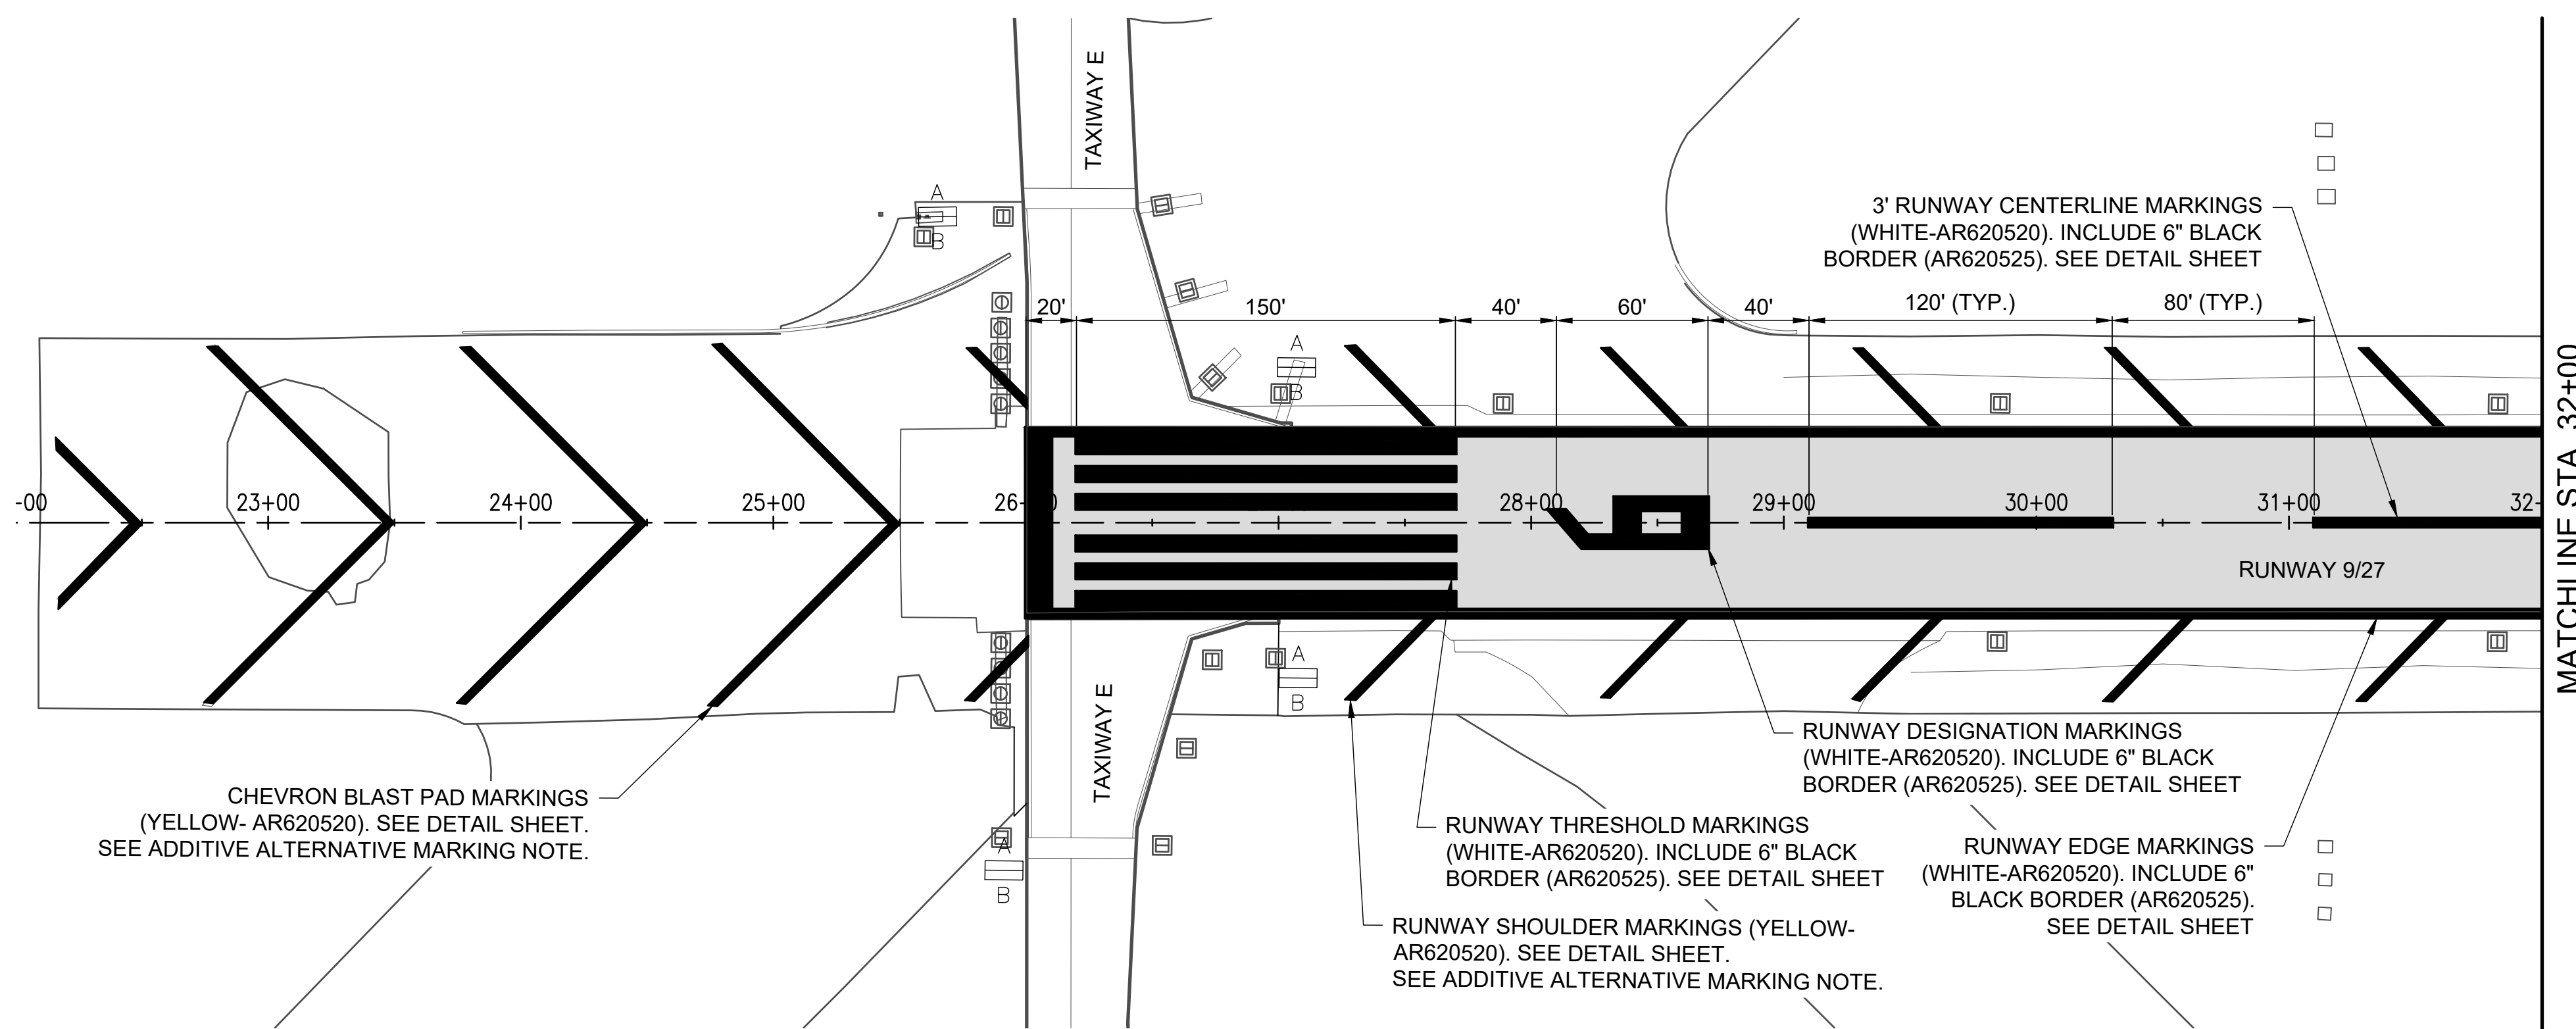 TAXIWAY E
A
B
3' RUNWAY CENTERLINE MARKINGS
(WHITE-AR620520). INCLUDE 6" BLACK
BORDER (AR620525). SEE DETAIL SHEET
20'
150'
40'
60'
40'
120' (TYP.)
80' (TYP.)
A
B
-00
23+00
24+00
25+00
28+00
29+00
30+00
31+00
32-
9
RUNWAY 9/27
MATCHLINE STA. 32+00
TAXIWAY E
A
B
A
B
CHEVRON BLAST PAD MARKINGS
(YELLOW- AR620520). SEE DETAIL SHEET.
SEE ADDITIVE ALTERNATIVE MARKING NOTE.
RUNWAY DESIGNATION MARKINGS
(WHITE-AR620520). INCLUDE 6" BLACK
BORDER (AR620525). SEE DETAIL SHEET
RUNWAY THRESHOLD MARKINGS
(WHITE-AR620520). INCLUDE 6" BLACK
BORDER (AR620525). SEE DETAIL SHEET
RUNWAY EDGE MARKINGS
(WHITE-AR620520). INCLUDE 6"
BLACK BORDER (AR620525).
SEE DETAIL SHEET
RUNWAY SHOULDER MARKINGS (YELLOW-
AR620520). SEE DETAIL SHEET.
SEE ADDITIVE ALTERNATIVE MARKING NOTE.